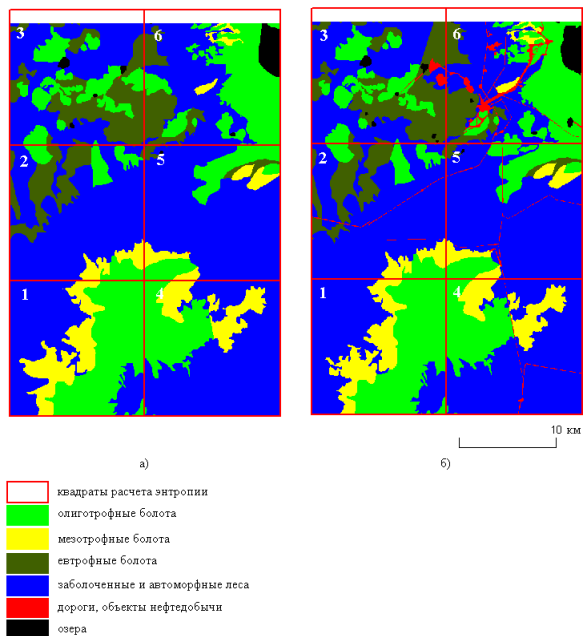 3 6 3 6
2 5 2 5
1 4 1 4
10 км
а) б)
квадраты расчета энтропии
олиготрофные болота
мезотрофные болота
евтрофные болота
заболоченные и автоморфные леса
дороги, объекты нефтедобычи
озера